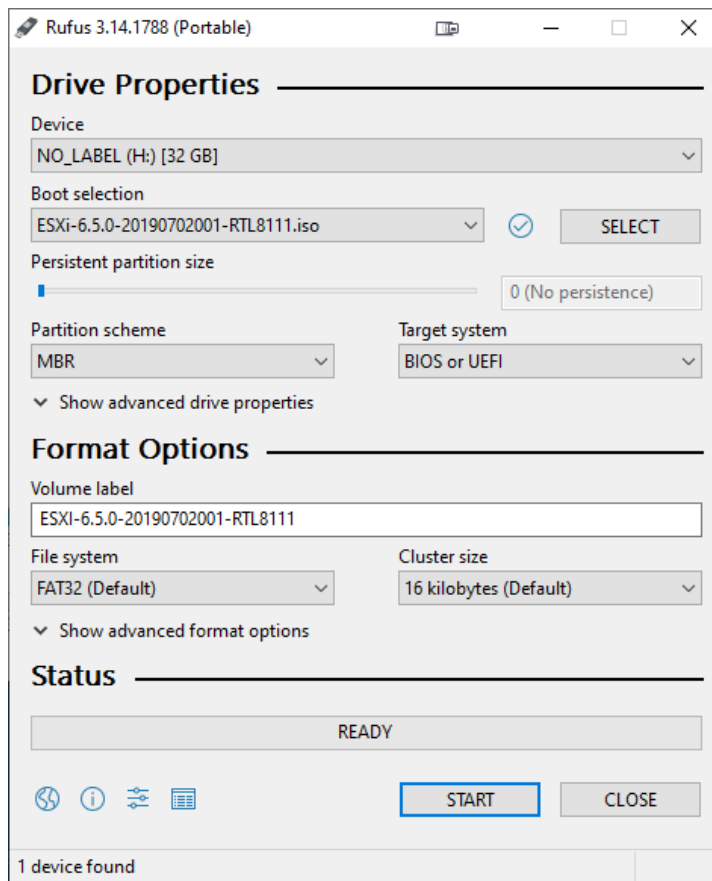 Rufus 3.14.1788 (Portable)
Drive Properties
Device
NO_LABEL (H:) [32 GB]
Boot selection
ESXi-6.5.0-20190702001-RTL8111.iso
SELECT
Persistent partition size
0 (No persistence)
Partition scheme
Target system
MBR
BIOS or UEFI
Show advanced drive properties
Format Options
Volume label
ESXI-6.5.0-20190702001-RTL8111
File system
Cluster size
FAT32 (Default)
16 kilobytes (Default)
Show advanced format options
Status
READY
START
CLOSE
1 device found